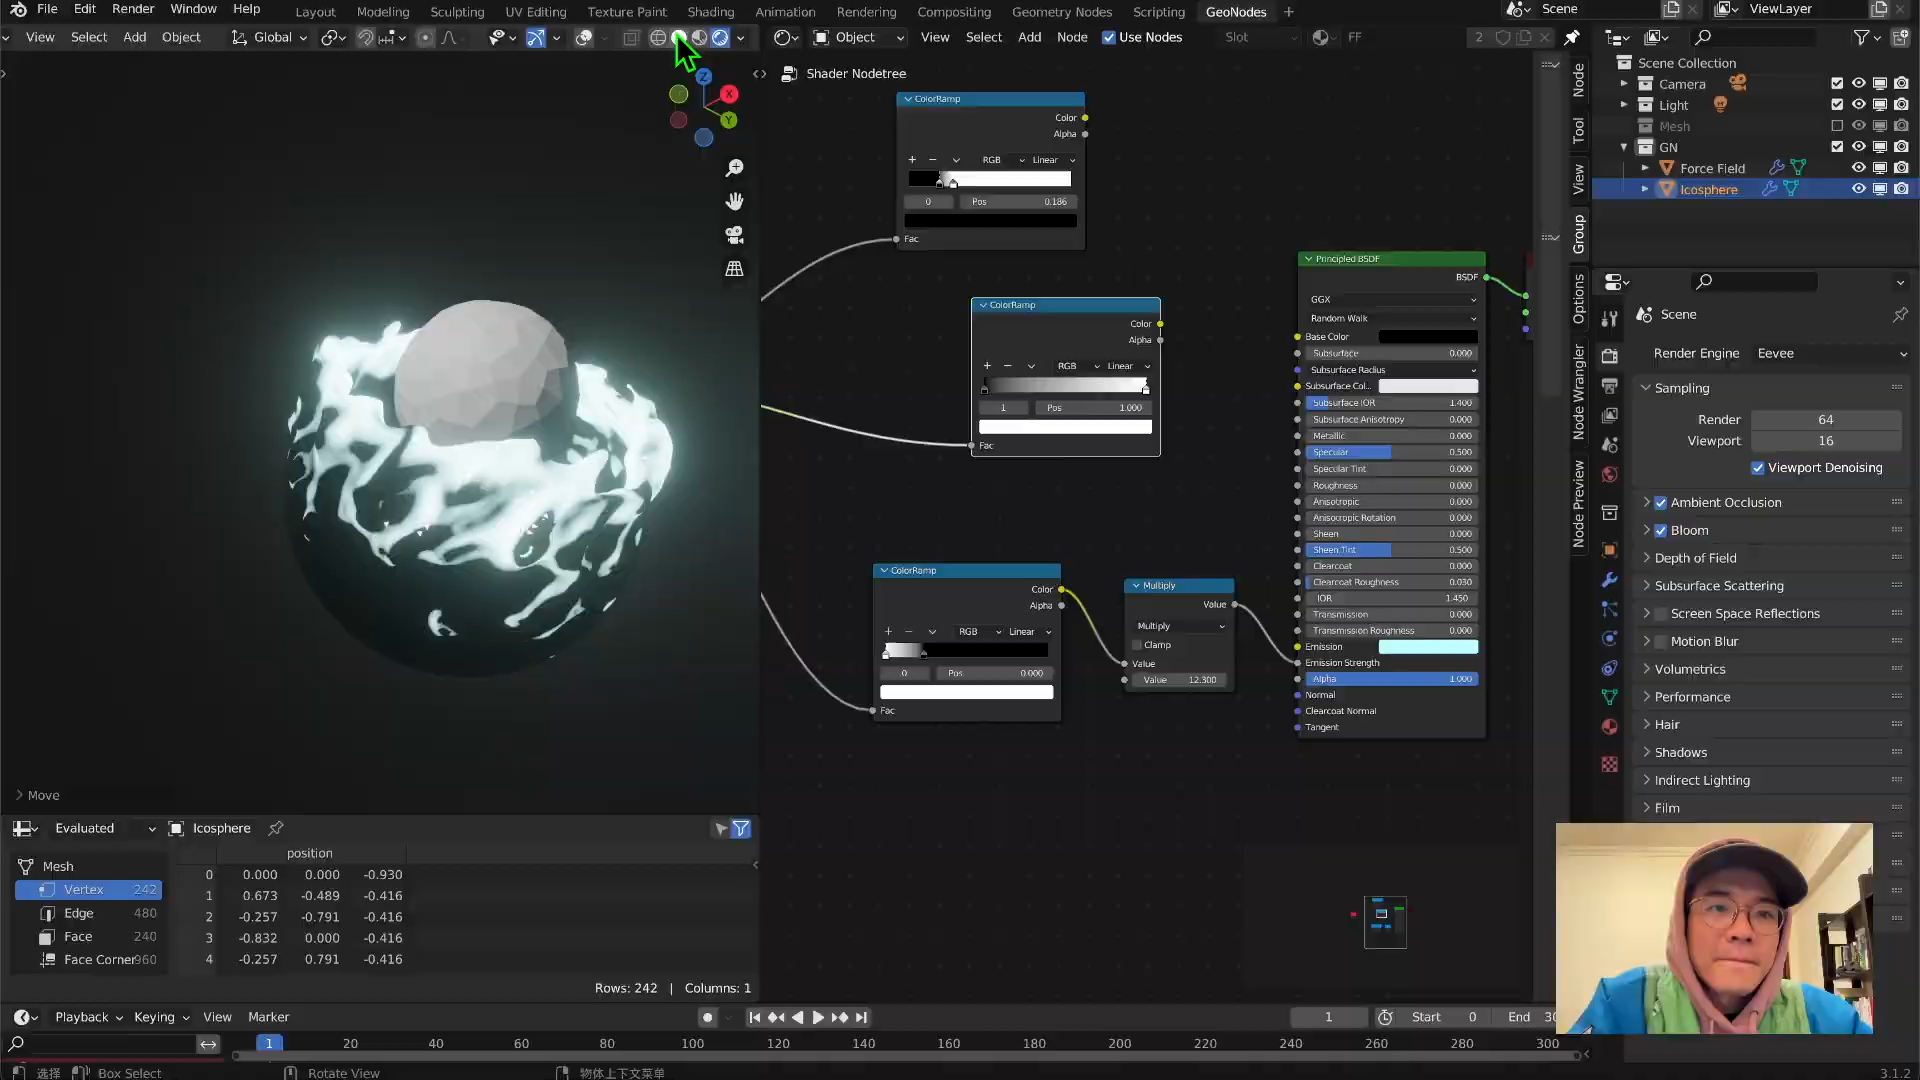 File Edit Render Window Help Layout Modeling Sculpting UV Editing Texture Paint Shading Animation Rendering Compositing Geometry Nodes Scripting GeoNodes + Scene ViewLayer
View Select Add Object Global Object View Select Add Node Use Nodes Slot FF 2
Shader Nodetree
Scene Collection
Camera
Light
Mesh
GN
Force Field
Icosphere
Z
X
Y
ColorRamp
Color
Alpha
RGB Linear
0 Pos 0.186
Fac
ColorRamp
Color
Alpha
RGB Linear
1 Pos 1.000
Fac
ColorRamp
Color
Alpha
RGB Linear
0 Pos 0.000
Fac
Multiply
Value
Multiply
Clamp
Value
Value 12.300
Principled BSDF
BSDF
GGX
Random Walk
Base Color
Subsurface 0.000
Subsurface Radius
Subsurface Col...
Subsurface IOR 1.400
Subsurface Anisotropy 0.000
Metallic 0.000
Specular 0.500
Specular Tint 0.000
Roughness 0.000
Anisotropic 0.000
Anisotropic Rotation 0.000
Sheen 0.000
Sheen Tint 0.500
Clearcoat 0.000
Clearcoat Roughness 0.030
IOR 1.450
Transmission 0.000
Transmission Roughness 0.000
Emission
Emission Strength
Alpha 1.000
Normal
Clearcoat Normal
Tangent
Node
Tool
View
Group
Options
Node Wrangler
Node Preview
Scene
Render Engine Eevee
Sampling
Render 64
Viewport 16
Viewport Denoising
Ambient Occlusion
Bloom
Depth of Field
Subsurface Scattering
Screen Space Reflections
Motion Blur
Volumetrics
Performance
Hair
Shadows
Indirect Lighting
Film
Move
Evaluated Icosphere
Mesh
Vertex 242
Edge 480
Face 240
Face Corner 960
position
0 0.000 0.000 -0.930
1 0.673 -0.489 -0.416
2 -0.257 -0.791 -0.416
3 -0.832 0.000 -0.416
4 -0.257 0.791 -0.416
Rows: 242 | Columns: 1
Playback Keying View Marker 1 Start 0 End 30
1 20 40 60 80 100 120 140 160 180 200 220 240 260 280 300
选择 Box Select Rotate View 物体上下文菜单 3.1.2